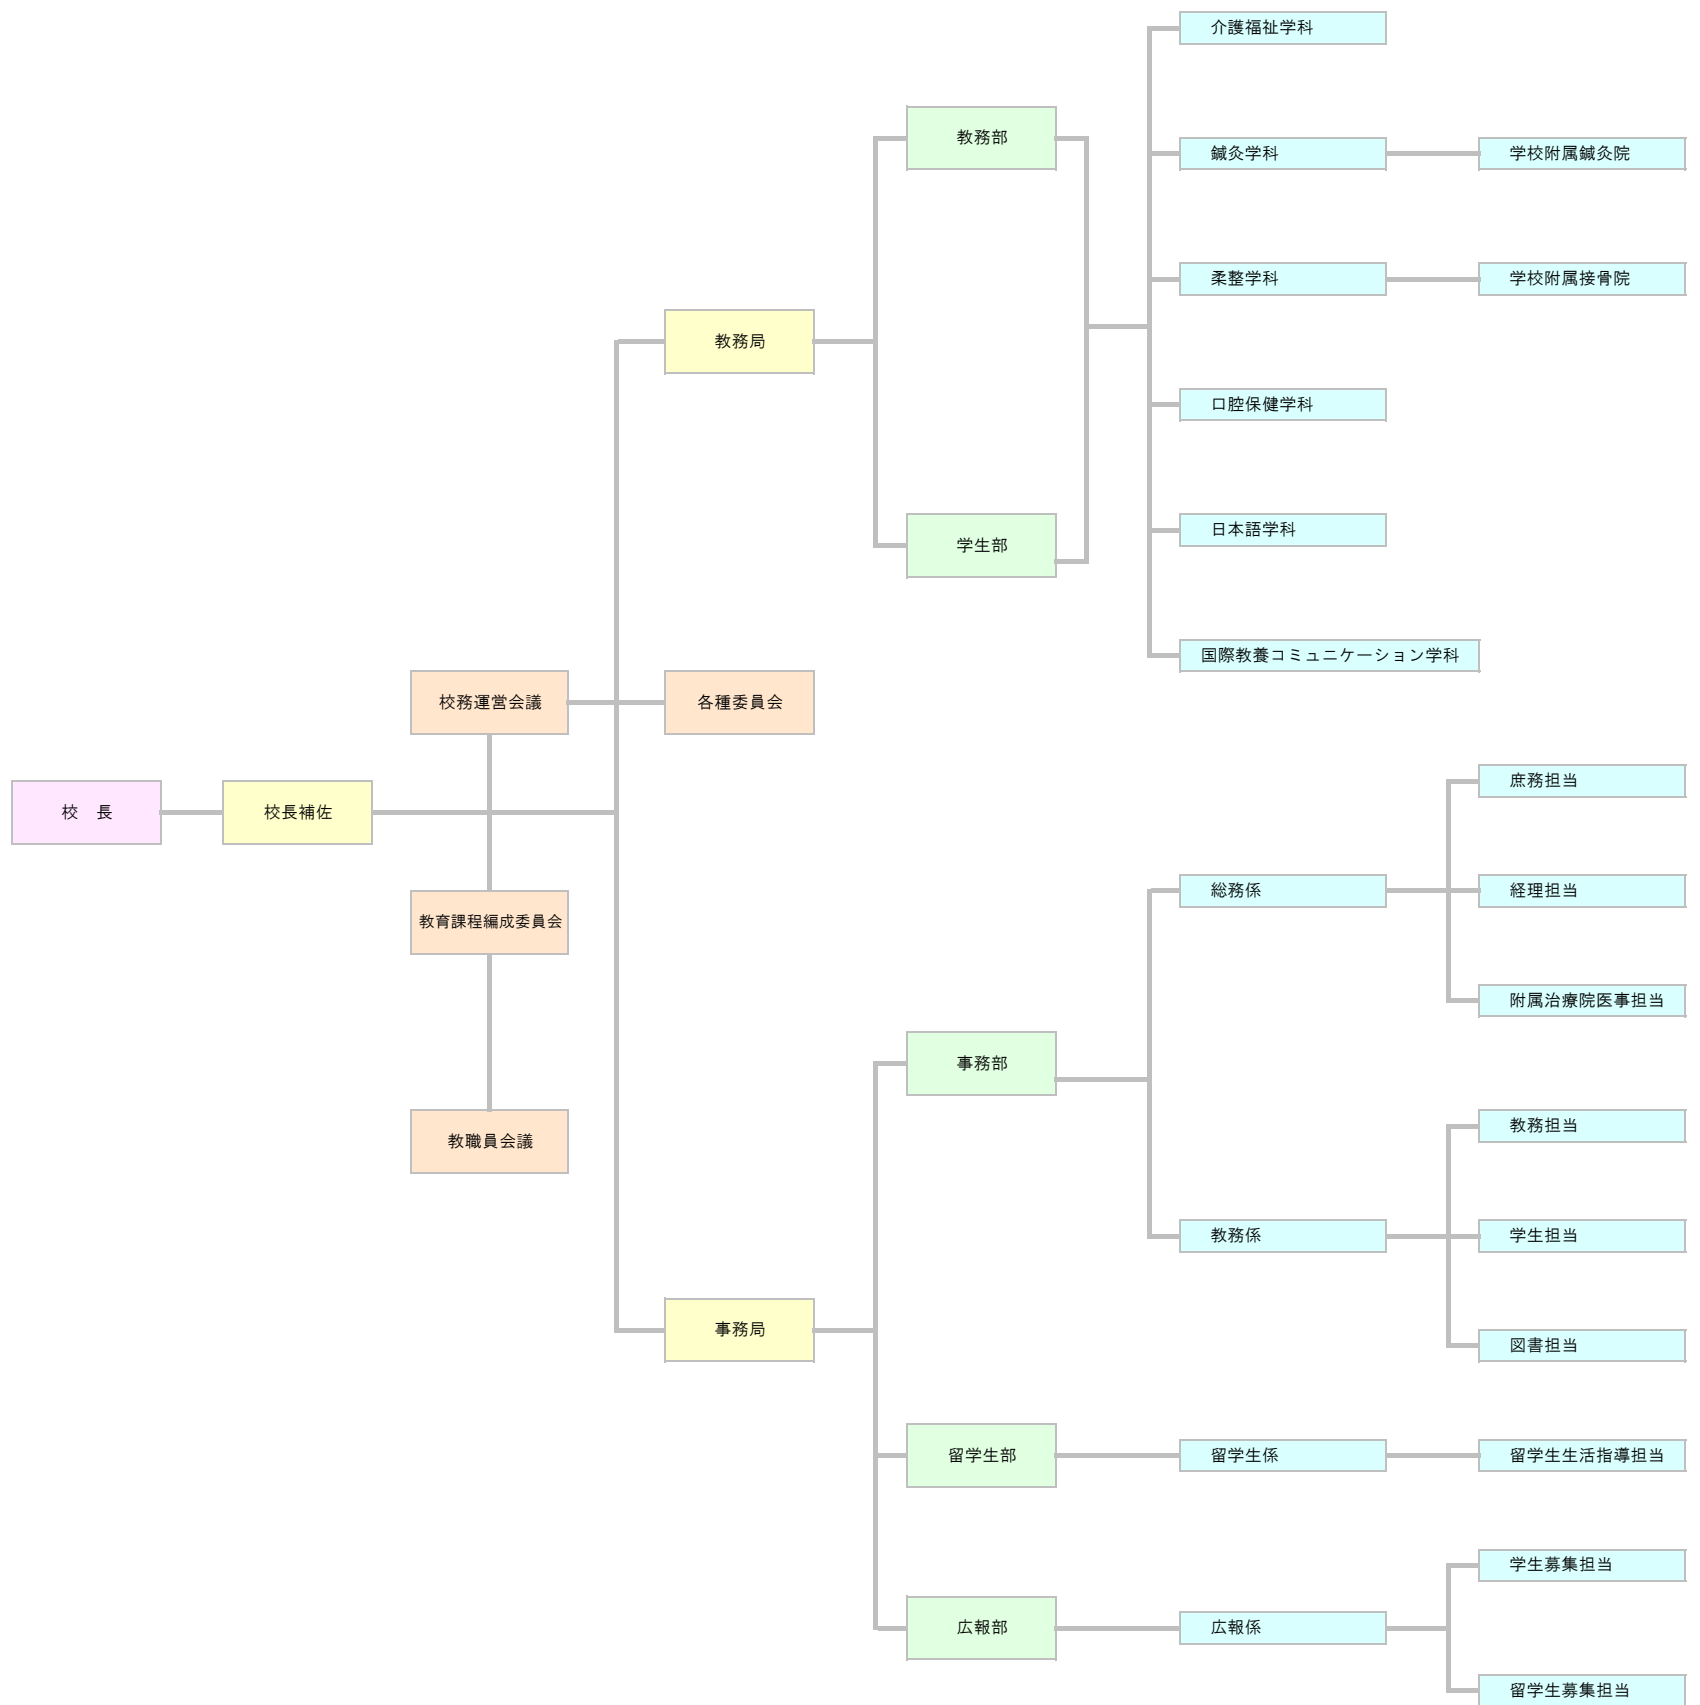 介護福祉学科
教務部
鍼灸学科
学校附属鍼灸院
柔整学科
学校附属接骨院
教務局
口腔保健学科
学生部
日本語学科
国際教養コミュニケーション学科
校務運営会議
各種委員会
校　長
校長補佐
庶務担当
総務係
経理担当
教育課程編成委員会
附属治療院医事担当
事務部
教務担当
教職員会議
教務係
学生担当
事務局
図書担当
留学生部
留学生係
留学生生活指導担当
学生募集担当
広報部
広報係
留学生募集担当